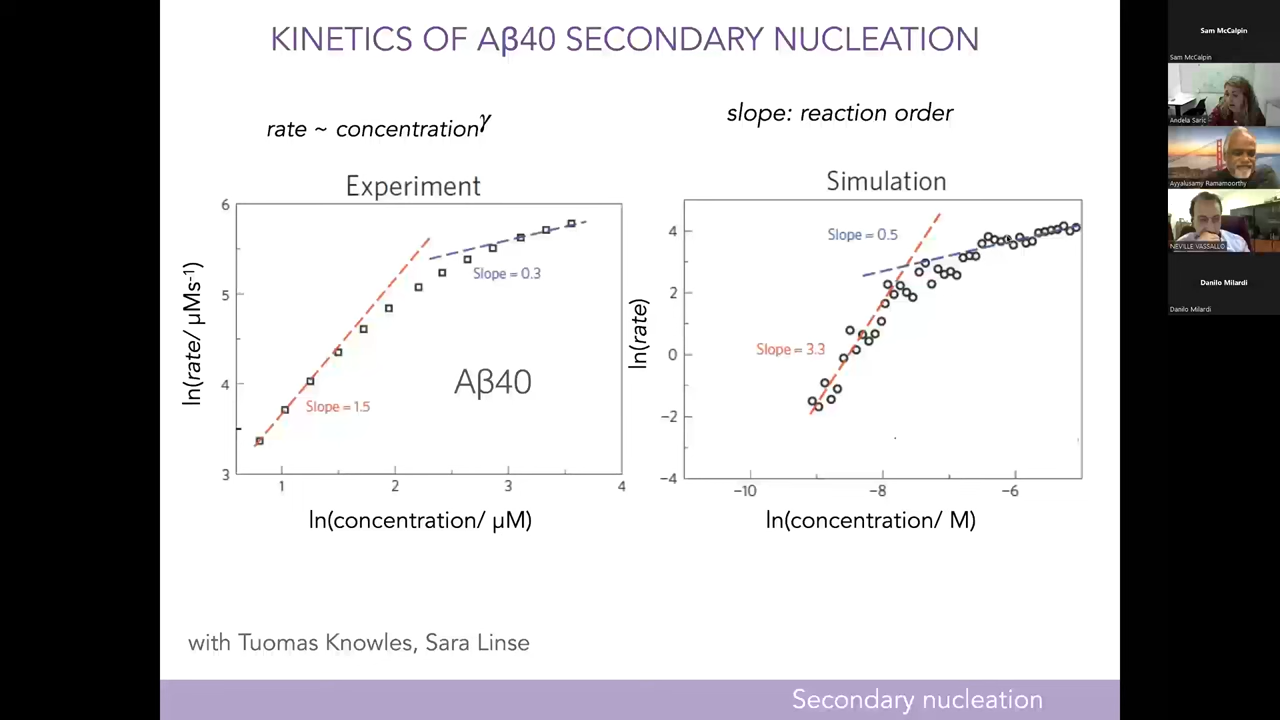 KINETICS OF Aβ40 SECONDARY NUCLEATION
rate ~ concentrationγ
slope: reaction order
Experiment
6
5
4
3
1
2
3
4
ln(rate/ µMs-1)
ln(concentration/ µM)
Slope = 0.3
Slope = 1.5
Aβ40
Simulation
4
2
0
−2
−4
−10
−8
−6
ln(rate)
ln(concentration/ M)
Slope = 0.5
Slope = 3.3
with Tuomas Knowles, Sara Linse
Secondary nucleation
Sam McCalpin
Sam McCalpin
Andela Saric
Ayyalusamy Ramamoorthy
NEVILLE VASSALLO
Danilo Milardi
Danilo Milardi